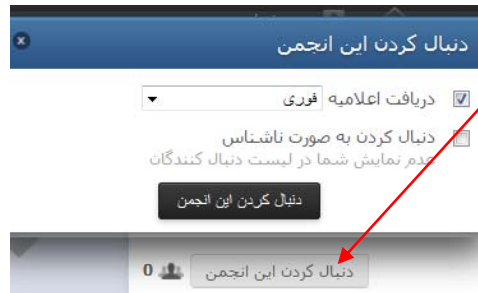 دنبال کردن این انجمن
دریافت اعلامیه فوری
دنبال کردن به صورت ناشناس
عدم نمایش شما در لیست دنبال کنندگان
دنبال کردن این انجمن
دنبال کردن این انجمن 0